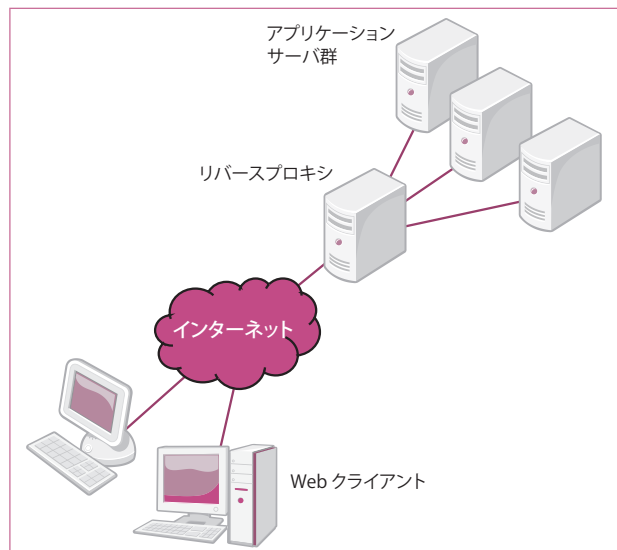 アプリケーション
サーバ群
リバースプロキシ
インターネット
Web クライアント